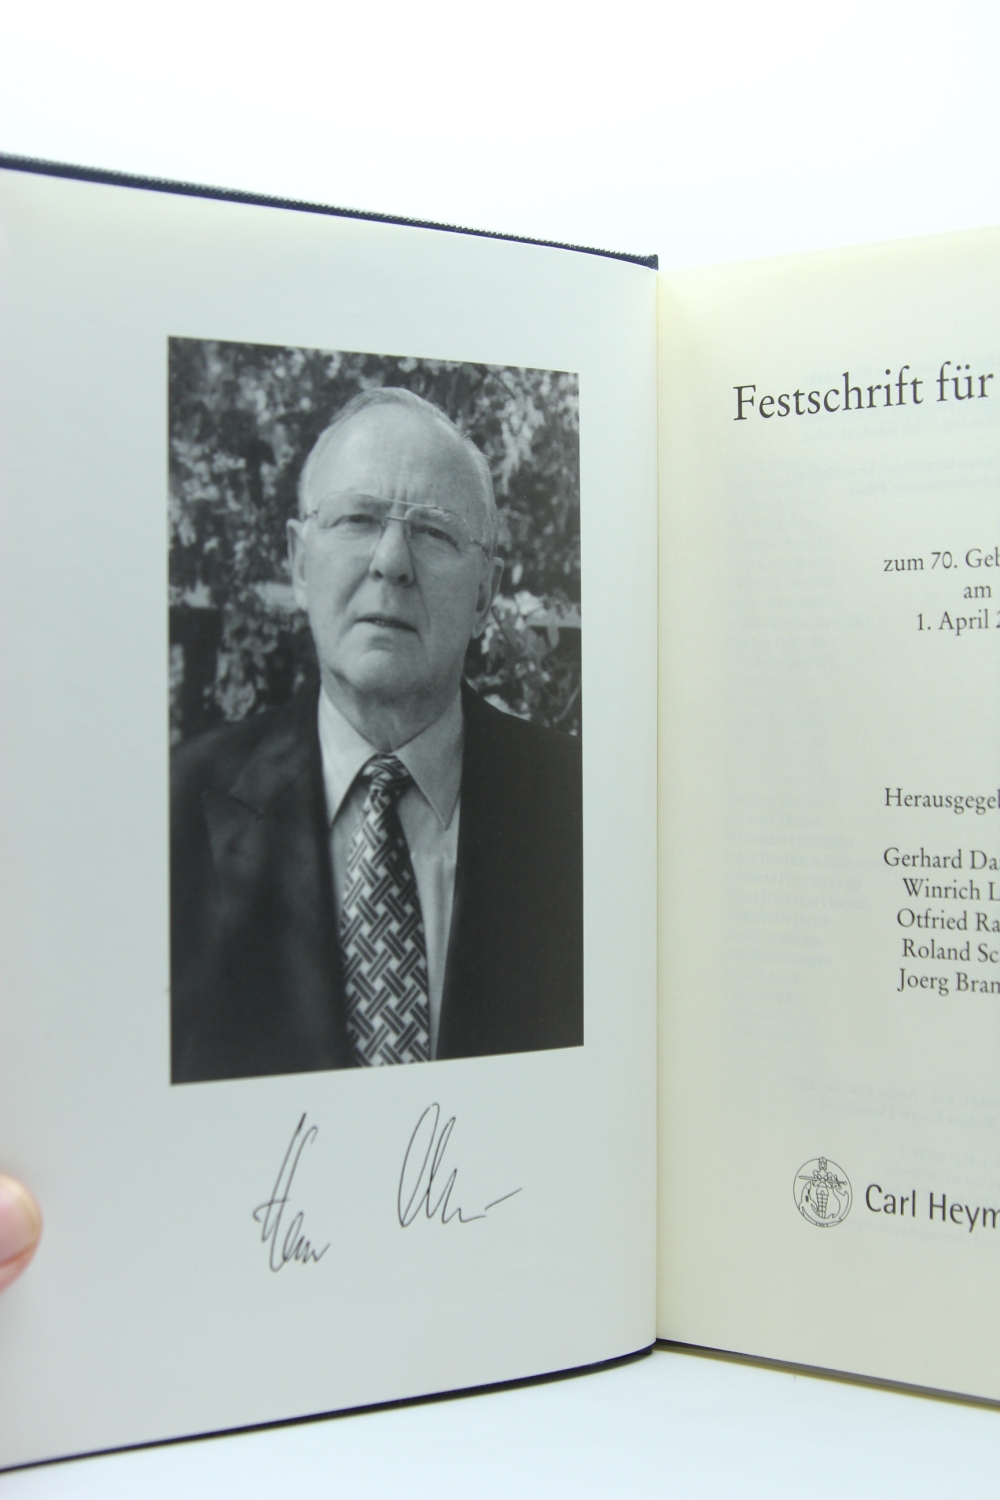 Festschrift für
zum 70. Geb
am
1. April 2
Herausgegeb
Gerhard Da
Winrich L
Otfried Ra
Roland Sc
Joerg Bran
Carl Heym